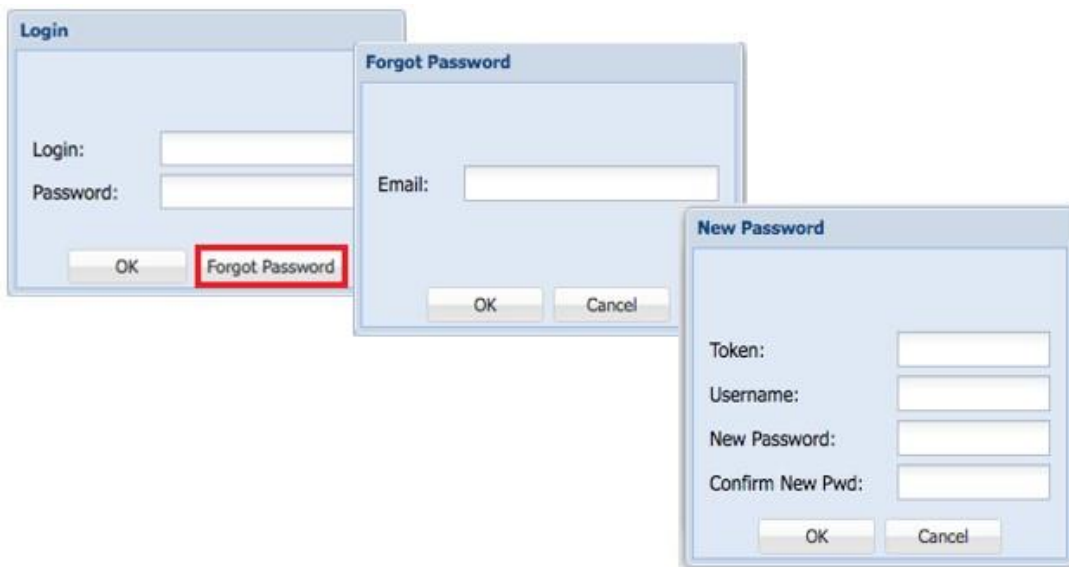 Login
Login:
Password:
OK Forgot Password
Forgot Password
Email:
OK Cancel
New Password
Token:
Username:
New Password:
Confirm New Pwd:
OK Cancel